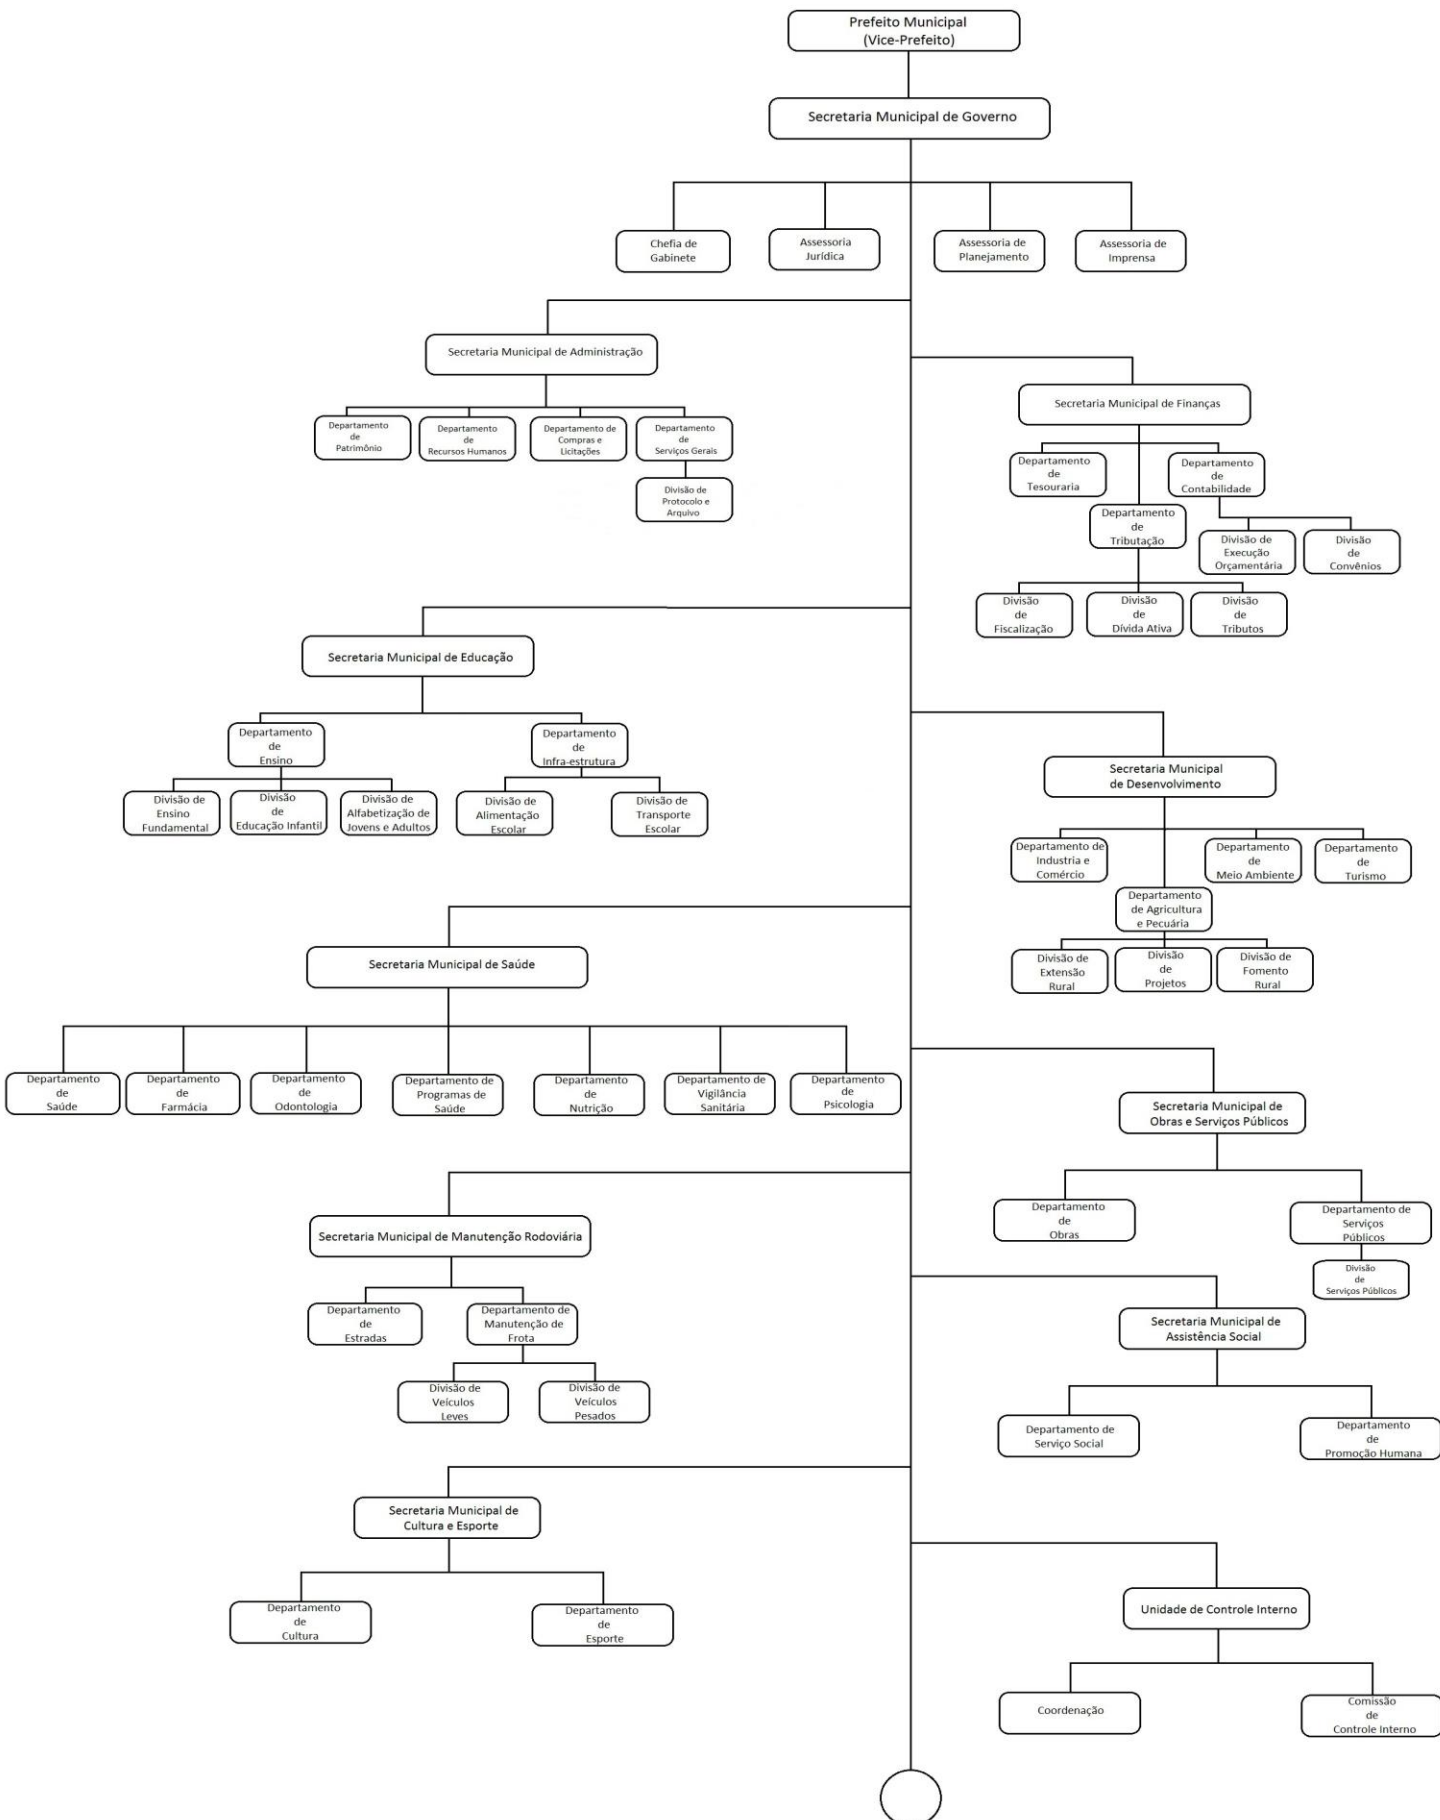 Prefeito Municipal
(Vice-Prefeito)
Secretaria Municipal de Governo
Chefia de
Gabinete
Assessoria
Jurídica
Assessoria de
Planejamento
Assessoria de
Imprensa
Secretaria Municipal de Administração
Departamento
de
Patrimônio
Departamento
de
Recursos Humanos
Departamento de
Compras e
Licitações
Departamento
de
Serviços Gerais
Divisão de
Protocolo e
Arquivo
Secretaria Municipal de Finanças
Departamento
de
Tesouraria
Departamento
de
Contabilidade
Departamento
de
Tributação
Divisão de
Execução
Orçamentária
Divisão
de
Convênios
Divisão
de
Fiscalização
Divisão
de
Dívida Ativa
Divisão
de
Tributos
Secretaria Municipal de Educação
Departamento
de
Ensino
Departamento
de
Infra-estrutura
Divisão de
Ensino
Fundamental
Divisão
de
Educação Infantil
Divisão de
Alfabetização de
Jovens e Adultos
Divisão de
Alimentação
Escolar
Divisão de
Transporte
Escolar
Secretaria Municipal
de Desenvolvimento
Departamento de
Industria e
Comércio
Departamento
de
Meio Ambiente
Departamento
de
Turismo
Departamento
de Agricultura
e Pecuária
Divisão de
Extensão
Rural
Divisão
de
Projetos
Divisão de
Fomento
Rural
Secretaria Municipal de Saúde
Departamento
de
Saúde
Departamento
de
Farmácia
Departamento
de
Odontologia
Departamento de
Programas de
Saúde
Departamento
de
Nutrição
Departamento de
Vigilância
Sanitária
Departamento
de
Psicologia
Secretaria Municipal de
Obras e Serviços Públicos
Departamento
de
Obras
Departamento de
Serviços
Públicos
Divisão
de
Serviços Públicos
Secretaria Municipal de Manutenção Rodoviária
Departamento
de
Estradas
Departamento de
Manutenção de
Frota
Divisão de
Veículos
Leves
Divisão de
Veículos
Pesados
Secretaria Municipal de
Assistência Social
Departamento de
Serviço Social
Departamento
de
Promoção Humana
Secretaria Municipal de
Cultura e Esporte
Departamento
de
Cultura
Departamento
de
Esporte
Unidade de Controle Interno
Coordenação
Comissão
de
Controle Interno